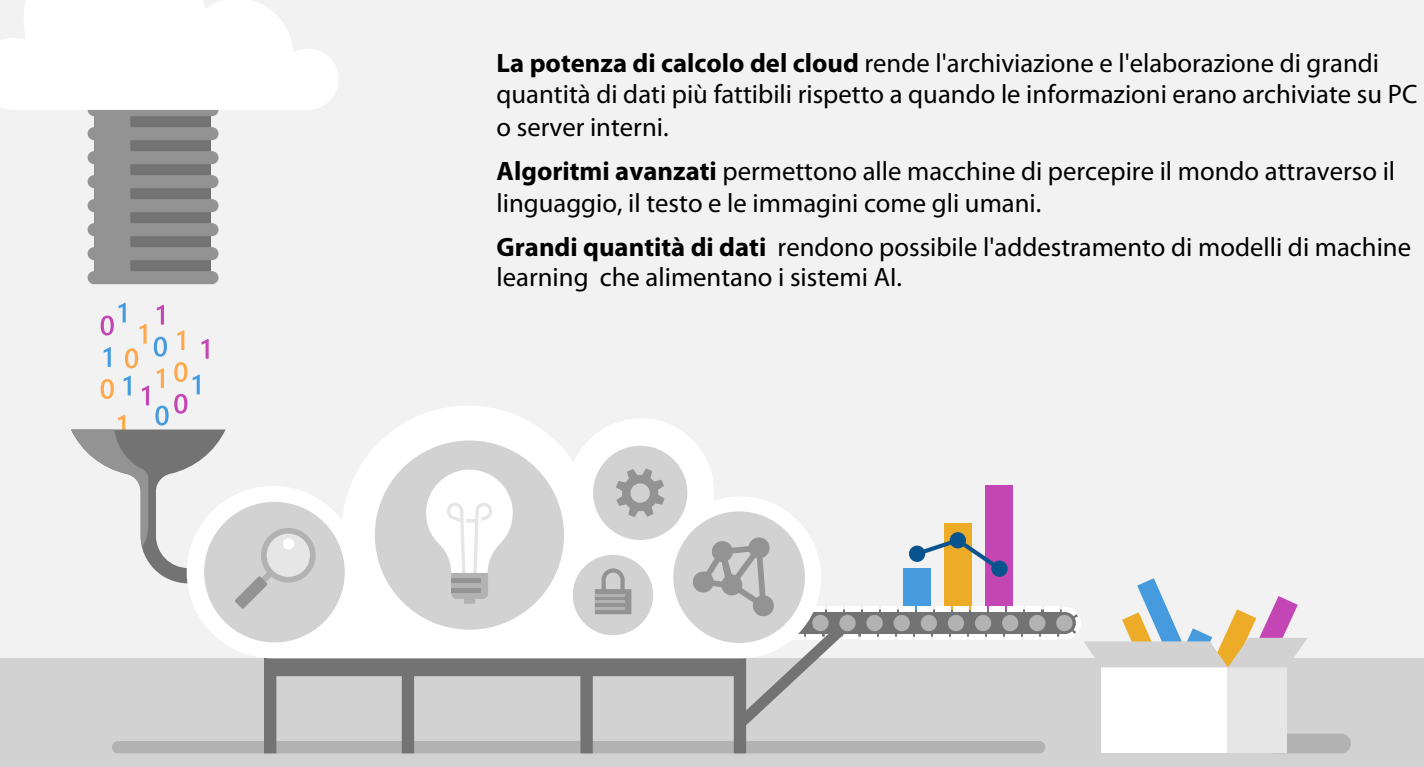 La potenza di calcolo del cloud rende l'archiviazione e l'elaborazione di grandi
quantità di dati più fattibili rispetto a quando le informazioni erano archiviate su PC
o server interni.
Algoritmi avanzati permettono alle macchine di percepire il mondo attraverso il
linguaggio, il testo e le immagini come gli umani.
Grandi quantità di dati  rendono possibile l'addestramento di modelli di machine
learning  che alimentano i sistemi AI.
0 1 1
1 0 1 1
1 0 1 0
0 1 1 1 0 1
1 0 0